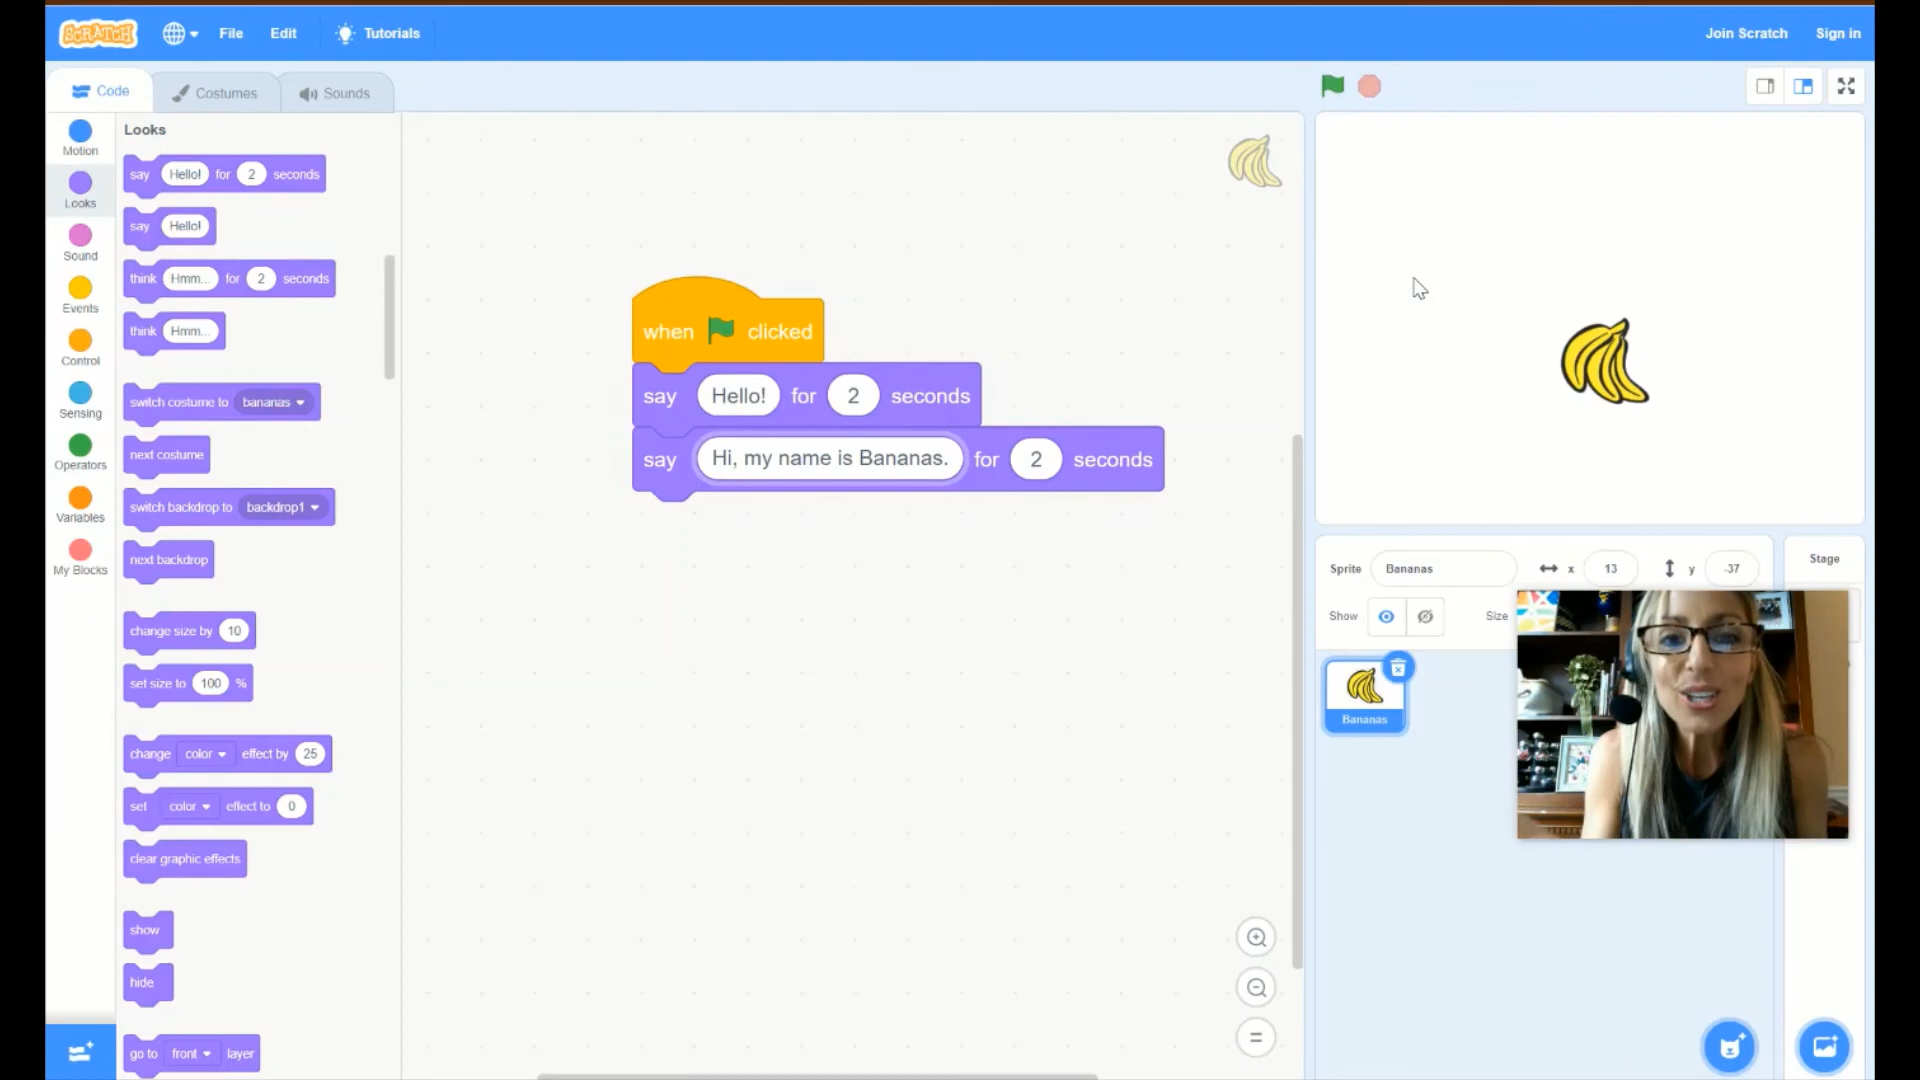 SCRATCH File Edit Tutorials Join Scratch Sign in
Code Costumes Sounds
Motion
Looks
Sound
Events
Control
Sensing
Operators
Variables
My Blocks
Looks
say Hello! for 2 seconds
say Hello!
think Hmm... for 2 seconds
think Hmm...
switch costume to bananas
next costume
switch backdrop to backdrop1
next backdrop
change size by 10
set size to 100 %
change color effect by 25
set color effect to 0
clear graphic effects
show
hide
go to front layer
when clicked
say Hello! for 2 seconds
say Hi, my name is Bananas. for 2 seconds
Sprite Bananas x 13 y -37
Show Size
Bananas
Stage